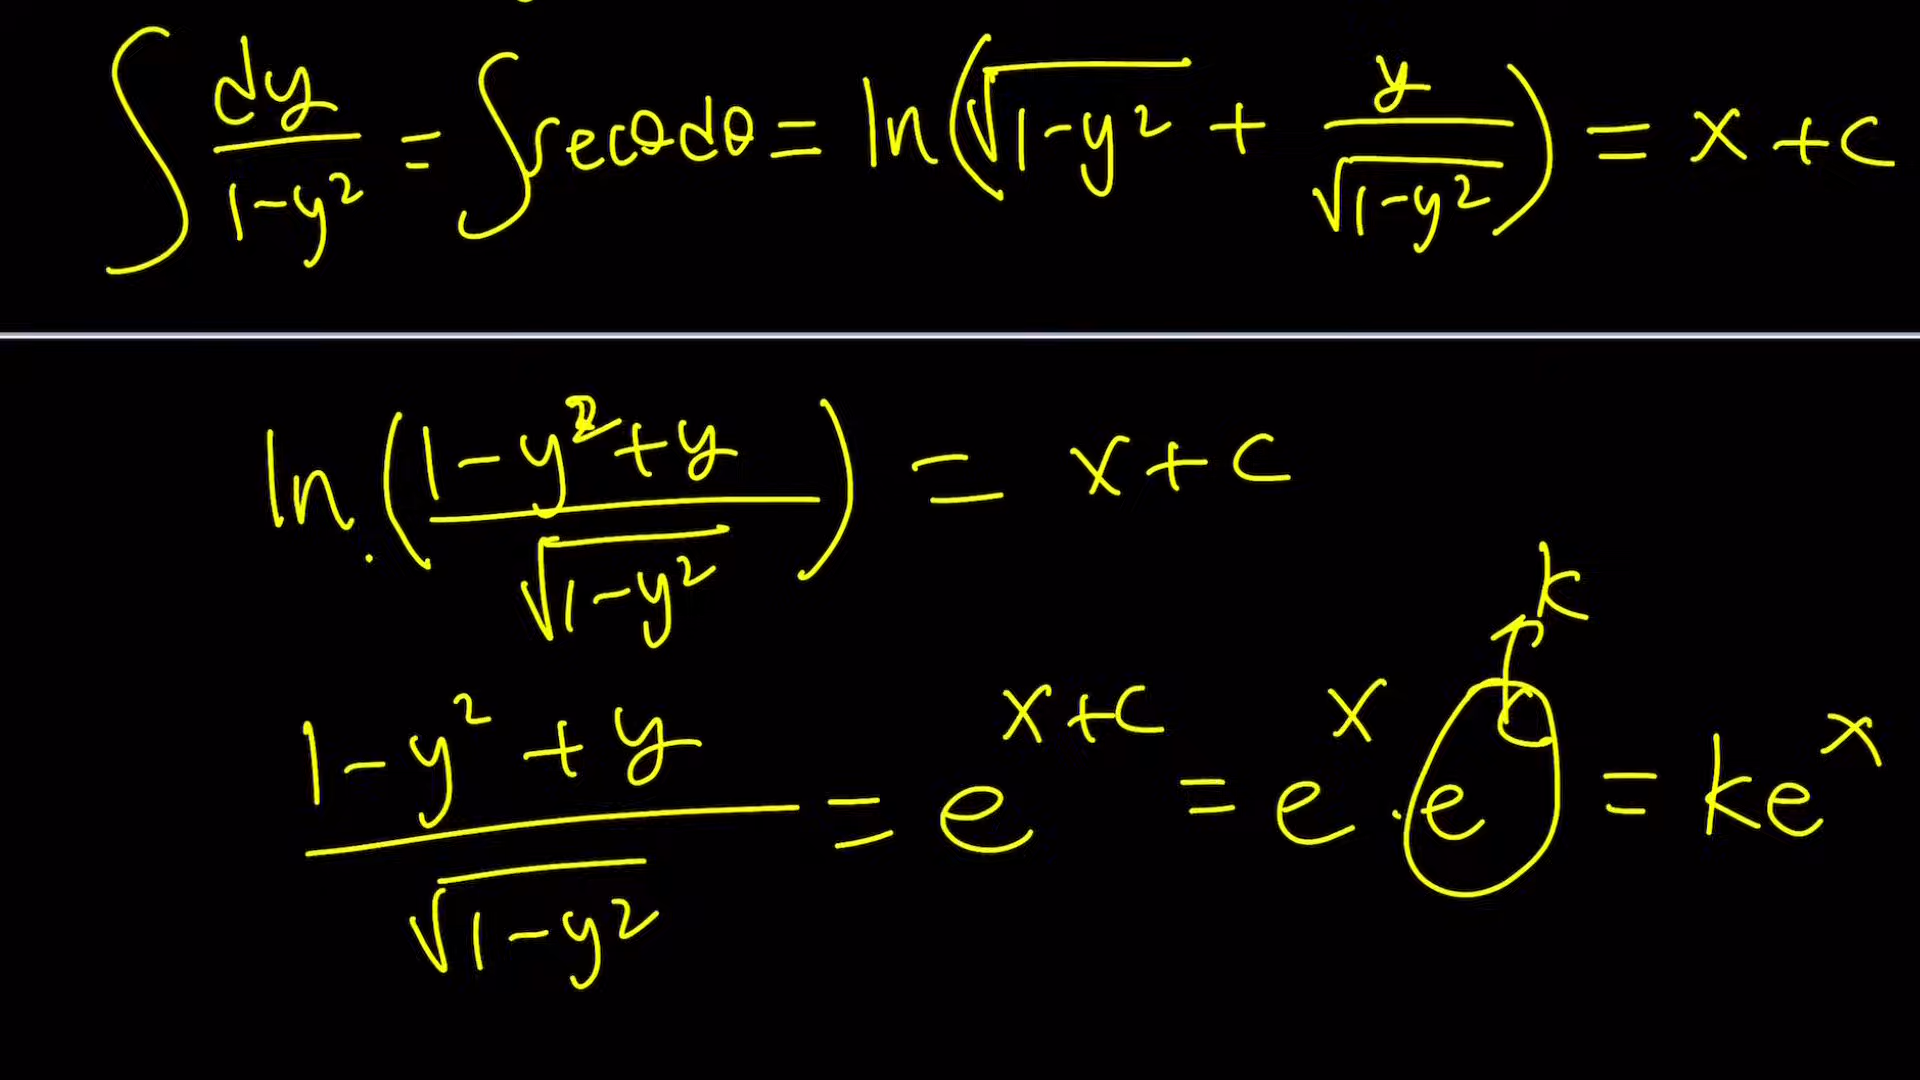 ∫ dy/(1-y²) = ∫ secθdθ = ln(√(1-y²) + y/√(1-y²)) = x + c
ln((1-y²+y)/√(1-y²)) = x + c
k
(1-y²+y)/√(1-y²) = e^(x+c) = e^x · e^c = ke^x